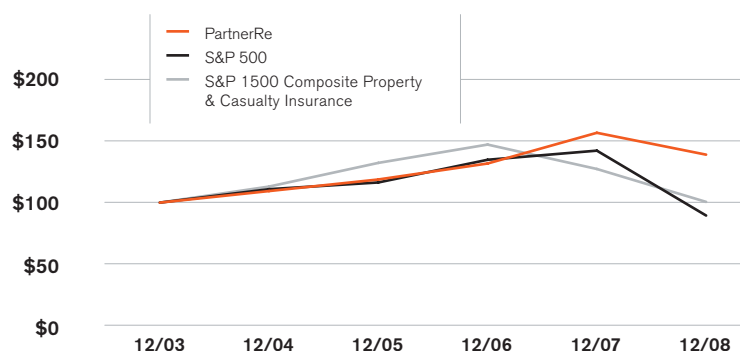 PartnerRe
S&P 500
S&P 1500 Composite Property
& Casualty Insurance
$200
$150
$100
$50
$0
12/03 12/04 12/05 12/06 12/07 12/08